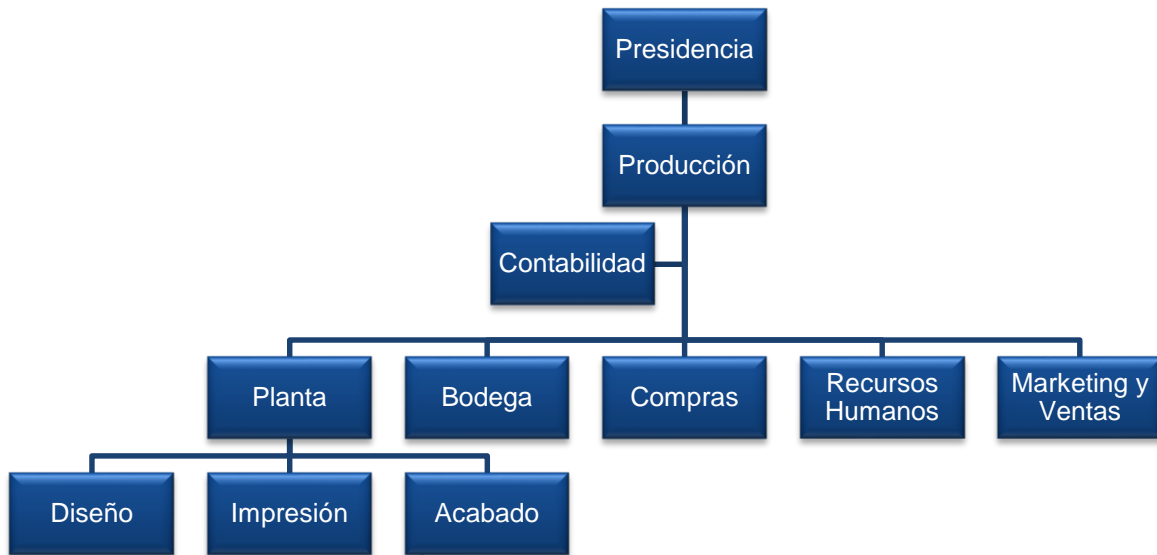 Presidencia
Producción
Contabilidad
Planta
Bodega
Compras
Recursos
Humanos
Marketing y
Ventas
Diseño
Impresión
Acabado